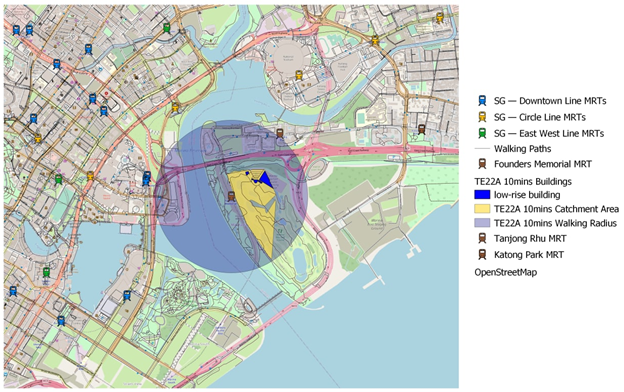 SG — Downtown Line MRTs
SG — Circle Line MRTs
SG — East West Line MRTs
Walking Paths
Founders Memorial MRT
TE22A 10mins Buildings
low-rise building
TE22A 10mins Catchment Area
TE22A 10mins Walking Radius
Tanjong Rhu MRT
Katong Park MRT
OpenStreetMap